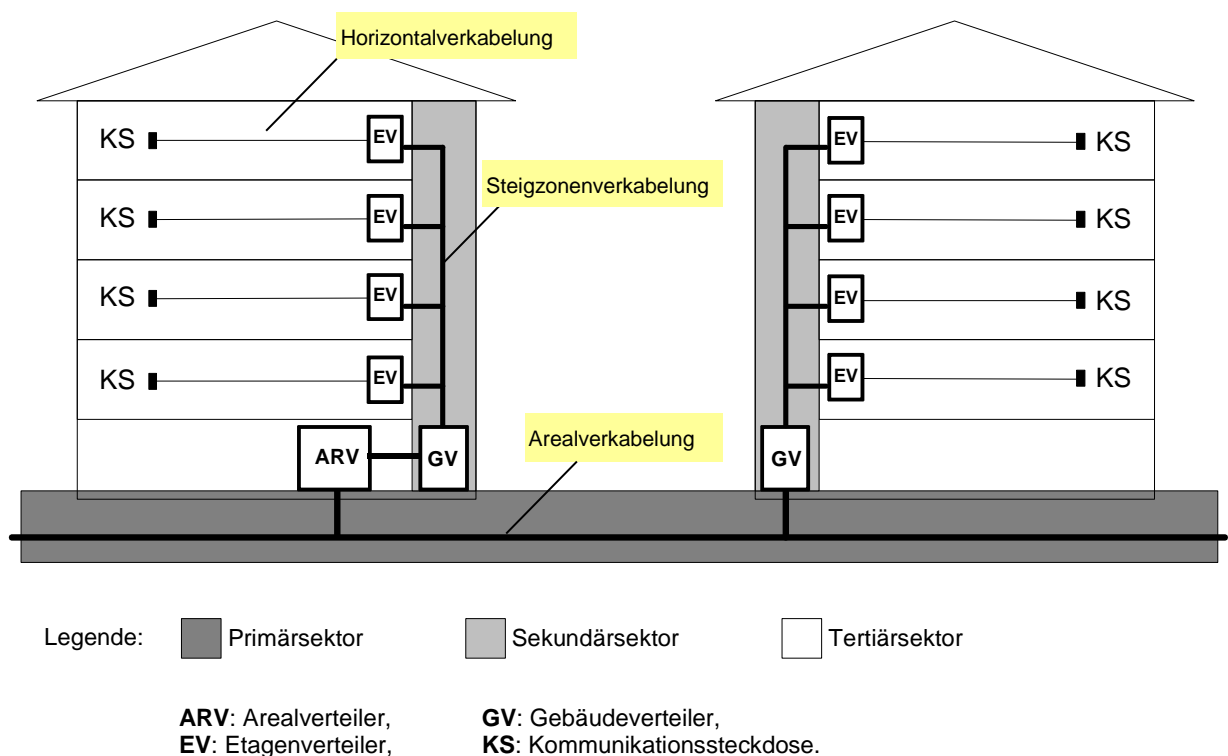 Horizontalverkabelung
KS EV EV KS
Steigzonenverkabelung
KS EV EV KS
KS EV EV KS
KS EV EV KS
Arealverkabelung
ARV GV GV
Legende: Primärsektor Sekundärsektor Tertiärsektor
ARV: Arealverteiler, GV: Gebäudeverteiler,
EV: Etagenverteiler, KS: Kommunikationssteckdose.